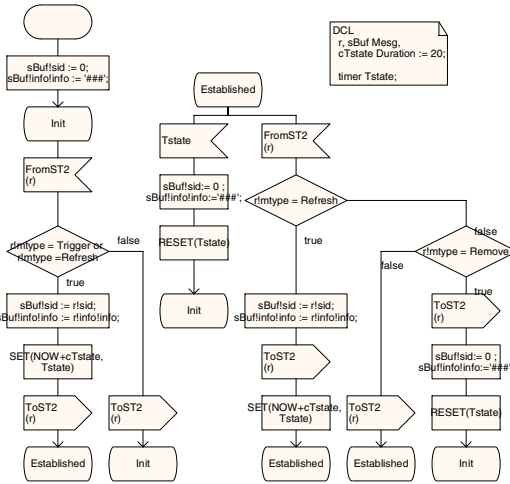 DCL
r, sBuf Mesg,
cTstate Duration := 20;
timer Tstate;
sBuf!sid := 0;
sBuf!info!info := '###';
Init
FromST2
(r)
r!mtype = Trigger or
r!mtype =Refresh
false
true
sBuf!sid := r!sid;
sBuf!info!info := r!info!info;
SET(NOW+cTstate,
Tstate)
ToST2
(r)
Established
ToST2
(r)
Init
Established
Tstate
sBuf!sid:= 0 ;
sBuf!info!info:='###';
RESET(Tstate)
Init
FromST2
(r)
r!mtype = Refresh
true
sBuf!sid := r!sid;
sBuf!info!info := r!info!info;
ToST2
(r)
SET(NOW+cTstate,
Tstate)
Established
false
r!mtype = Remove
false
true
ToST2
(r)
Established
ToST2
(r)
sBuf!sid:= 0 ;
sBuf!info!info:='###'
RESET(Tstate)
Init